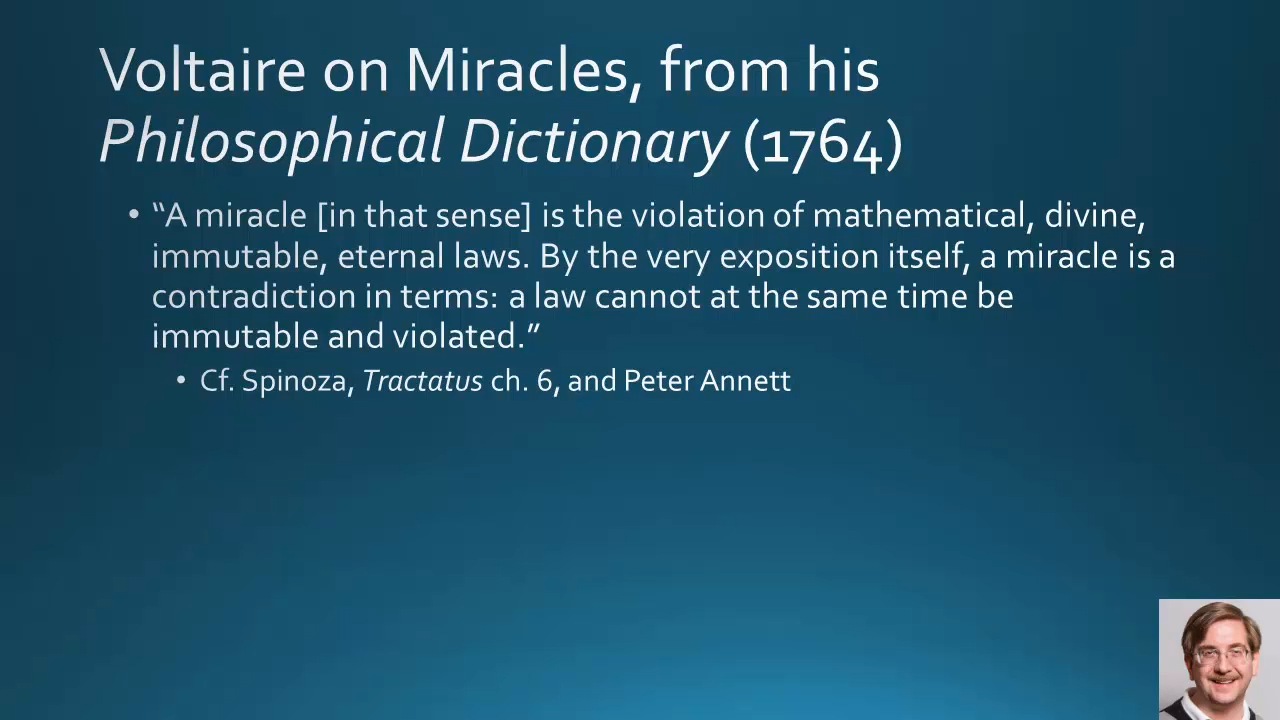 Voltaire on Miracles, from his
Philosophical Dictionary (1764)
• “A miracle [in that sense] is the violation of mathematical, divine,
immutable, eternal laws. By the very exposition itself, a miracle is a
contradiction in terms: a law cannot at the same time be
immutable and violated.”
• Cf. Spinoza, Tractatus ch. 6, and Peter Annett